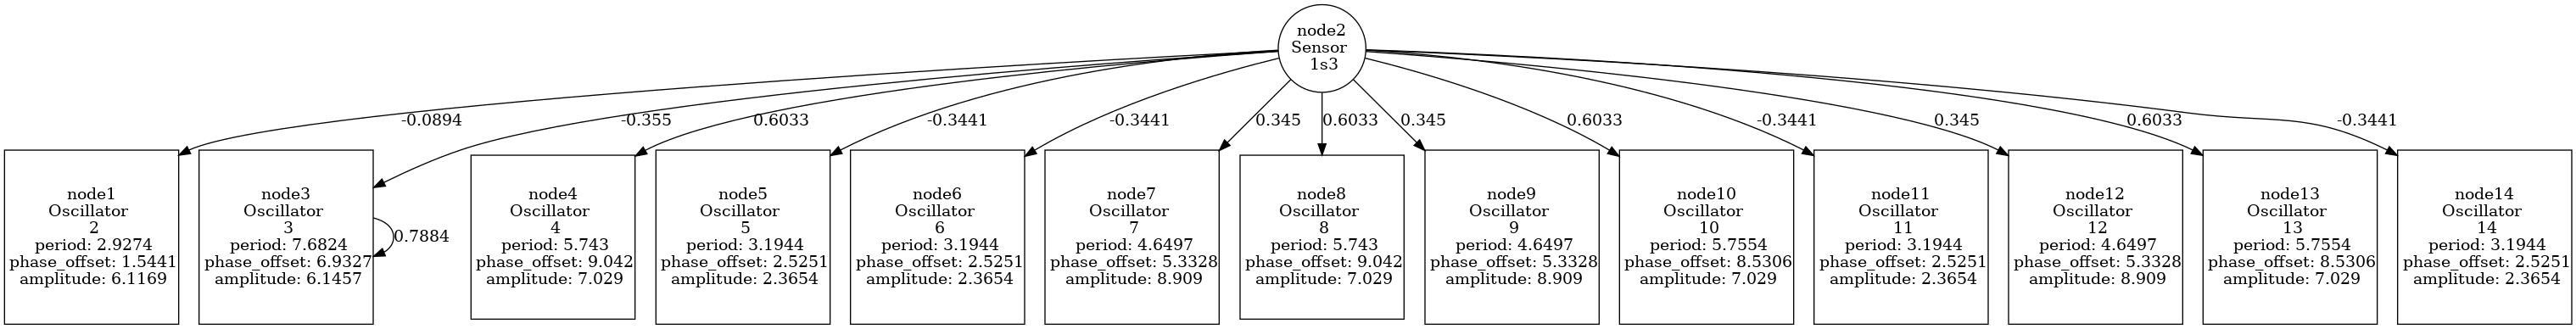 node2
Sensor
1s3
-0.0894
-0.355
0.6033
-0.3441
-0.3441
0.345
0.6033
0.345
0.6033
-0.3441
0.345
0.6033
-0.3441
node1
Oscillator
2
period: 2.9274
phase_offset: 1.5441
amplitude: 6.1169
node3
Oscillator
3
period: 7.6824
phase_offset: 6.9327
amplitude: 6.1457
0.7884
node4
Oscillator
4
period: 5.743
phase_offset: 9.042
amplitude: 7.029
node5
Oscillator
5
period: 3.1944
phase_offset: 2.5251
amplitude: 2.3654
node6
Oscillator
6
period: 3.1944
phase_offset: 2.5251
amplitude: 2.3654
node7
Oscillator
7
period: 4.6497
phase_offset: 5.3328
amplitude: 8.909
node8
Oscillator
8
period: 5.743
phase_offset: 9.042
amplitude: 7.029
node9
Oscillator
9
period: 4.6497
phase_offset: 5.3328
amplitude: 8.909
node10
Oscillator
10
period: 5.7554
phase_offset: 8.5306
amplitude: 7.029
node11
Oscillator
11
period: 3.1944
phase_offset: 2.5251
amplitude: 2.3654
node12
Oscillator
12
period: 4.6497
phase_offset: 5.3328
amplitude: 8.909
node13
Oscillator
13
period: 5.7554
phase_offset: 8.5306
amplitude: 7.029
node14
Oscillator
14
period: 3.1944
phase_offset: 2.5251
amplitude: 2.3654